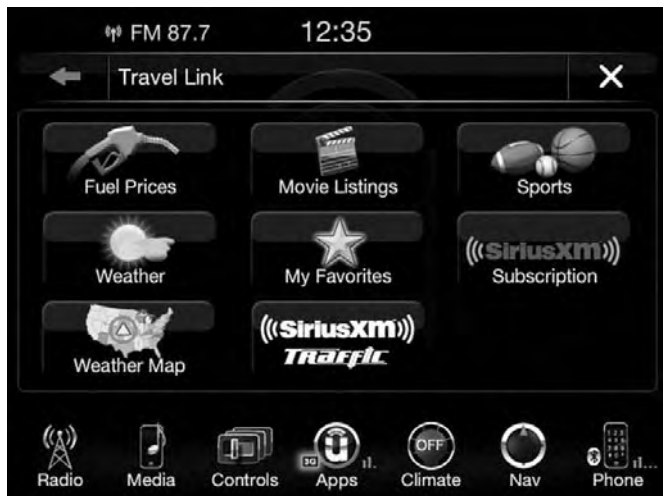 FM 87.7 12:35
Travel Link
Fuel Prices Movie Listings Sports
((SiriusXM))
Weather My Favorites Subscription
((SiriusXM))
TRAFFIC
Weather Map
OFF
3G
Radio Media Controls Apps Climate Nav Phone